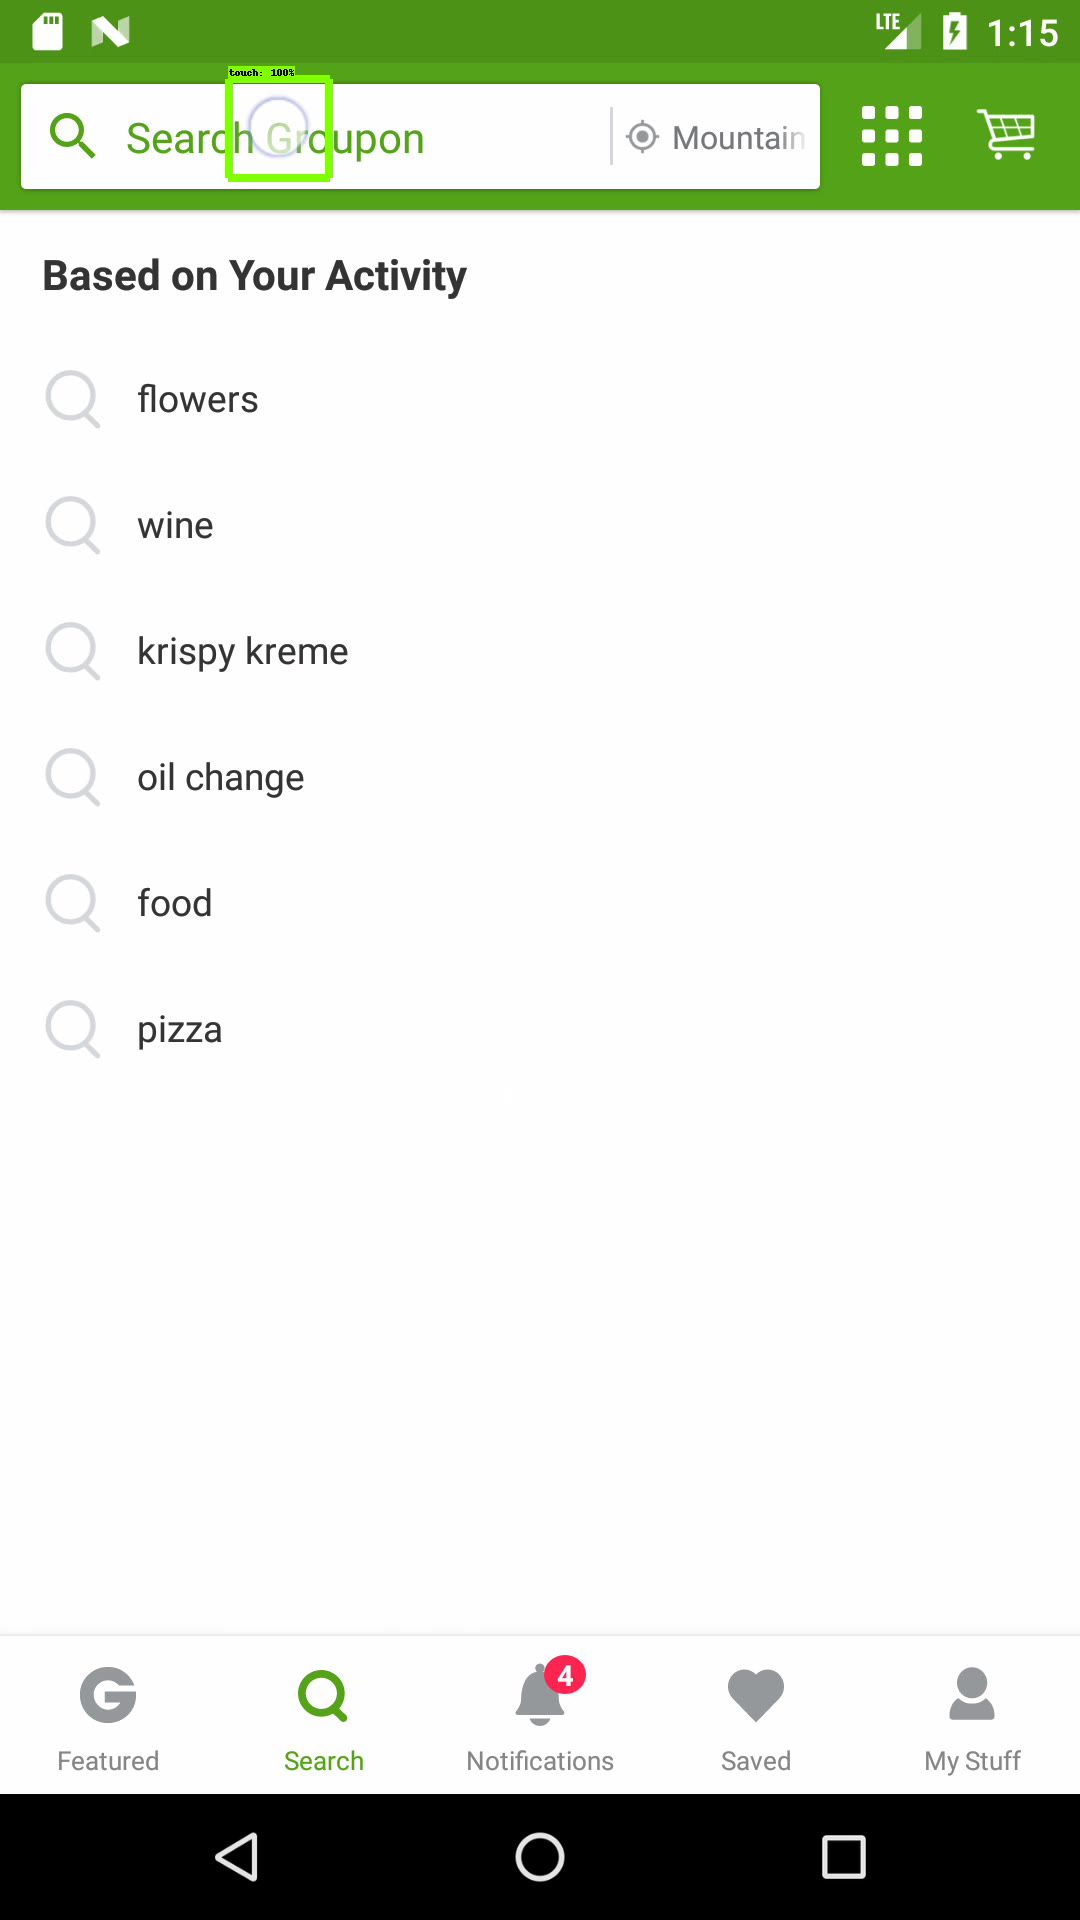 LTE 1:15
touch: 100%
Search Groupon Mountain
Based on Your Activity
flowers
wine
krispy kreme
oil change
food
pizza
4
Featured Search Notifications Saved My Stuff